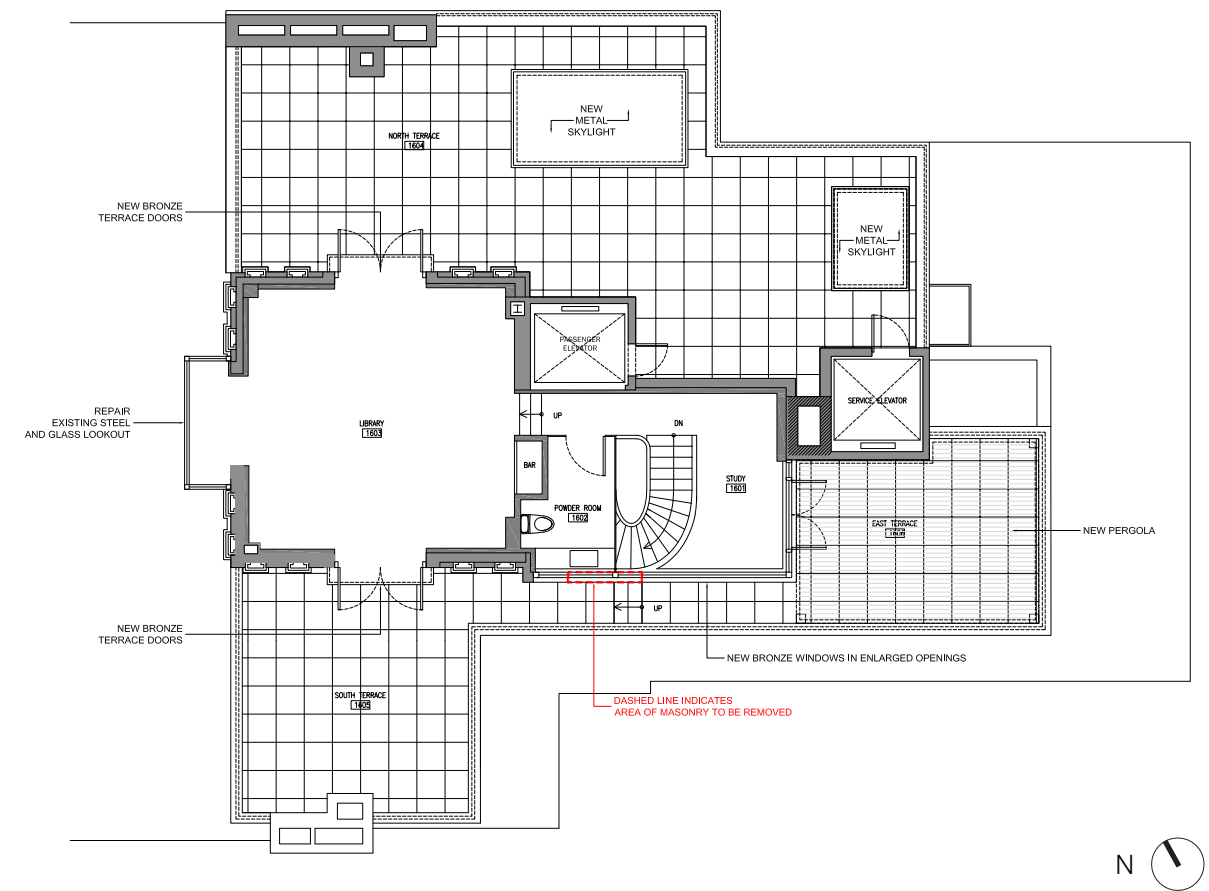 NEW
METAL
SKYLIGHT
NORTH TERRACE
1604
NEW BRONZE
TERRACE DOORS
NEW
METAL
SKYLIGHT
PASSENGER
ELEVATOR
REPAIR
EXISTING STEEL
AND GLASS LOOKOUT
LIBRARY
1603
UP
DN
SERVICE ELEVATOR
BAR
STUDY
1601
POWDER ROOM
1602
EAST TERRACE
NEW PERGOLA
UP
NEW BRONZE
TERRACE DOORS
NEW BRONZE WINDOWS IN ENLARGED OPENINGS
SOUTH TERRACE
1605
DASHED LINE INDICATES
AREA OF MASONRY TO BE REMOVED
N